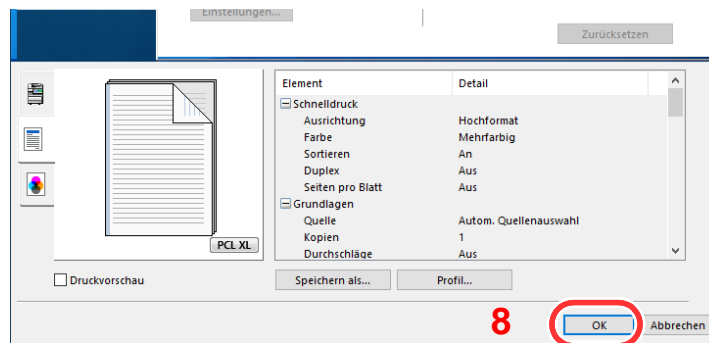 Einstellungen...
Zurücksetzen
Element Detail
Schnelldruck
Ausrichtung Hochformat
Farbe Mehrfarbig
Sortieren An
Duplex Aus
Seiten pro Blatt Aus
Grundlagen
Quelle Autom. Quellenauswahl
Kopien 1
Durchschläge Aus
PCL XL
Druckvorschau
Speichern als... Profil...
8 OK Abbrechen